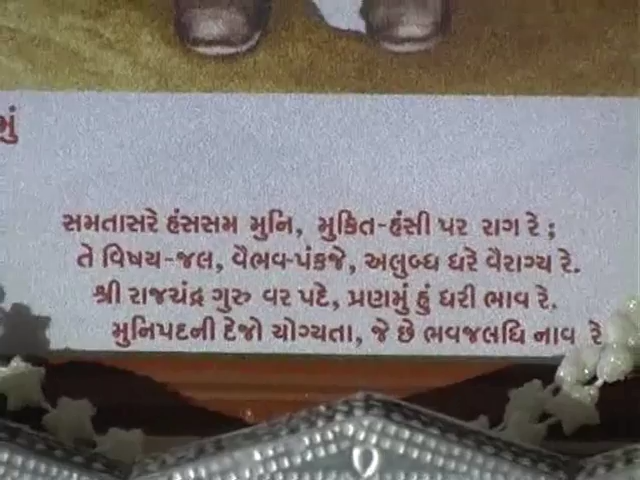 મું
સમતાસરે હંસસમ મુનિ, મુકિત-હંસી પર રાગ રે ;
તે વિષય-જલ, વૈભવ-પંકજે, અલુબ્ધ ધરે વૈરાગ્ય રે.
શ્રી રાજચંદ્ર ગુરુ વર પદે, પ્રણમું હું ધરી ભાવ રે.
મુનિપદની દેજો યોગ્યતા, જે છે ભવજલધિ નાવ રે